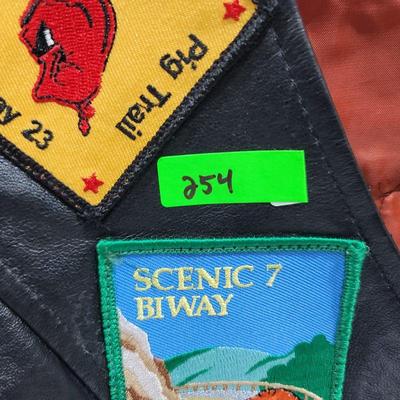 Pig Trail
ay 23
254
SCENIC 7
BIWAY